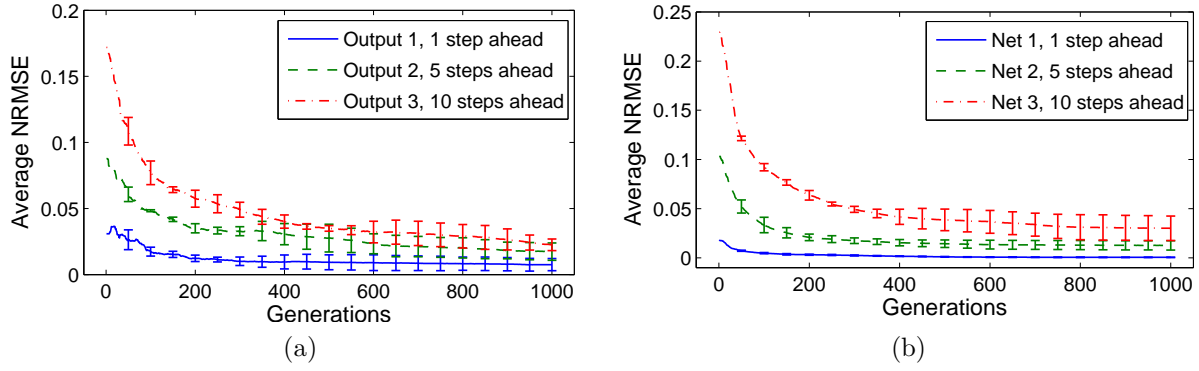 0.2
0.15
0.1
0.05
0
Average NRMSE
Output 1, 1 step ahead
Output 2, 5 steps ahead
Output 3, 10 steps ahead
0 200 400 600 800 1000
Generations
(a)
0.25
0.2
0.15
0.1
0.05
0
Average NRMSE
Net 1, 1 step ahead
Net 2, 5 steps ahead
Net 3, 10 steps ahead
0 200 400 600 800 1000
Generations
(b)